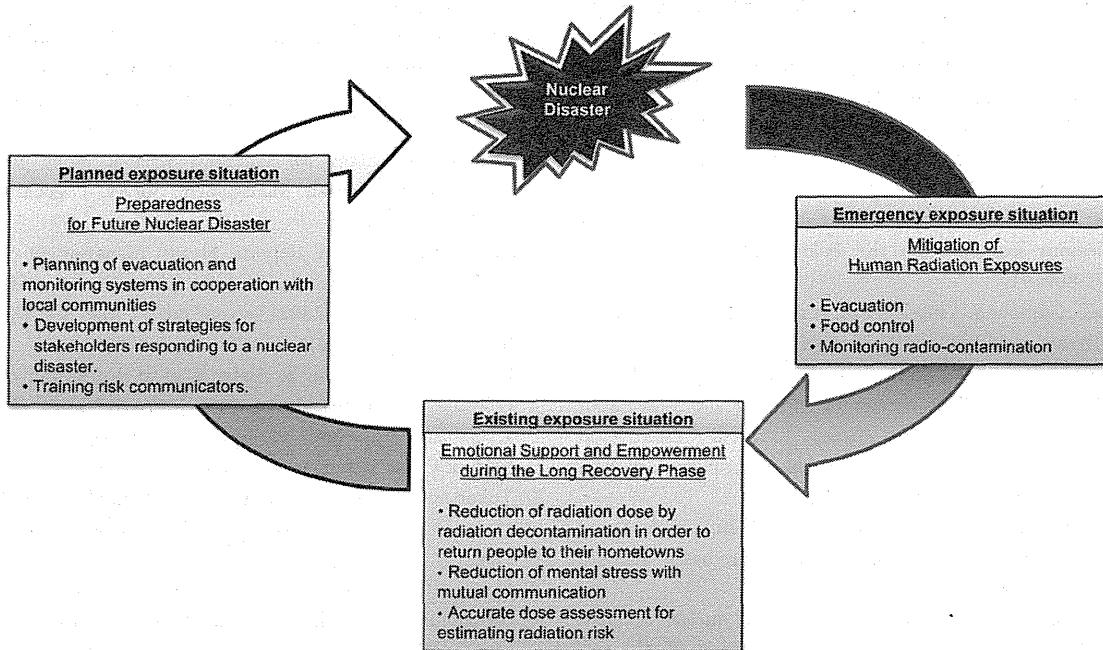 Nuclear
Disaster
Planned exposure situation
Preparedness
for Future Nuclear Disaster
• Planning of evacuation and
monitoring systems in cooperation with
local communities
• Development of strategies for
stakeholders responding to a nuclear
disaster.
• Training risk communicators.
Emergency exposure situation
Mitigation of
Human Radiation Exposures
• Evacuation
• Food control
• Monitoring radio-contamination
Existing exposure situation
Emotional Support and Empowerment
during the Long Recovery Phase
• Reduction of radiation dose by
radiation decontamination in order to
return people to their hometowns
• Reduction of mental stress with
mutual communication
• Accurate dose assessment for
estimating radiation risk